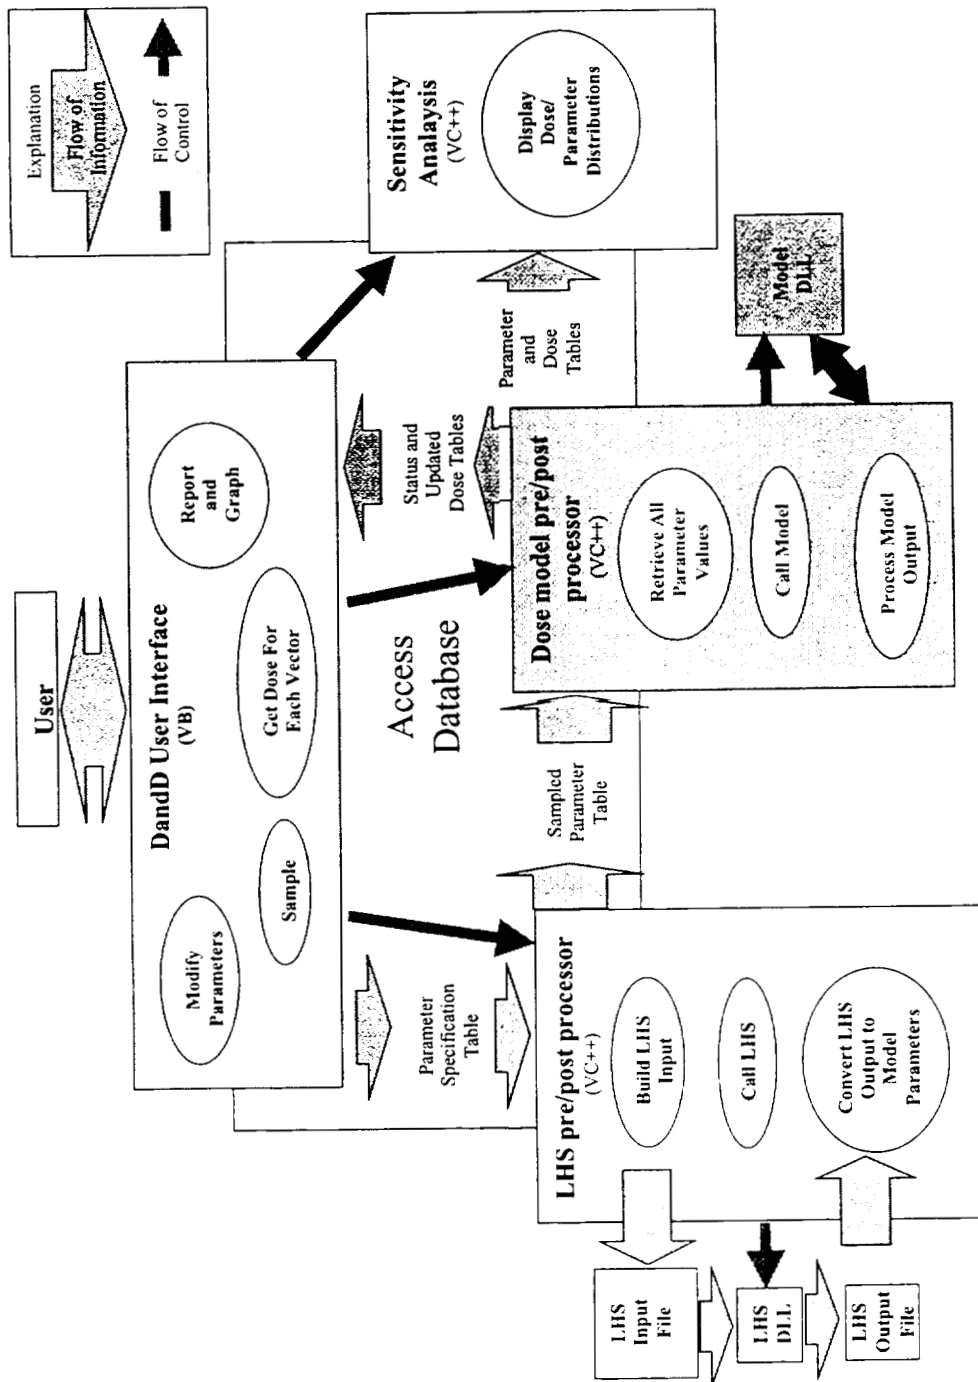 User
DandD User Interface
(VB)
Modify
Parameters
Sample
Get Dose For
Each Vector
Report
and
Graph
Explanation
Flow of
Information
Flow of
Control
Parameter
Specification
Table
Access
Database
Status and
Updated
Dose Tables
Parameter
and
Dose
Tables
Sensitivity
Analaysis
(VC++)
Display
Dose/
Parameter
Distributions
LHS pre/post processor
(VC++)
Build LHS
Input
Call LHS
Convert LHS
Output to
Model
Parameters
Sampled
Parameter
Table
Dose model pre/post
processor
(VC++)
Retrieve All
Parameter
Values
Call Model
Process Model
Output
Model
DLL
LHS
Input
File
LHS
DLL
LHS
Output
File